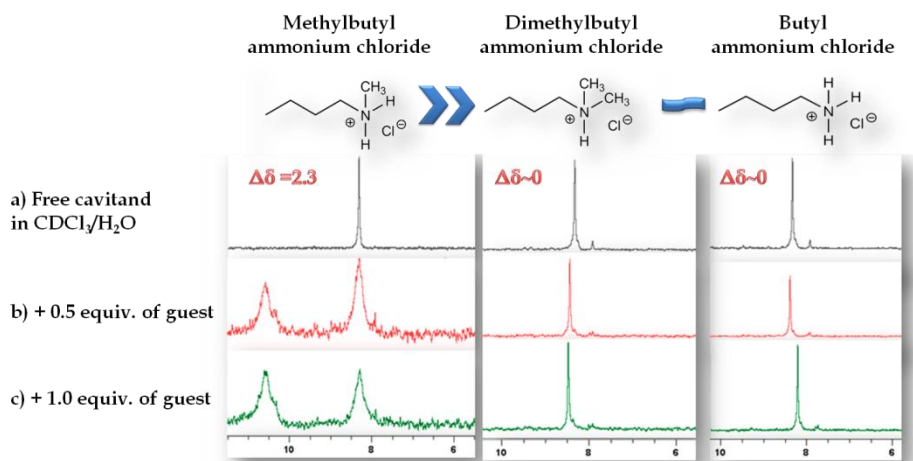 Methylbutyl
ammonium chloride
Dimethylbutyl
ammonium chloride
Butyl
ammonium chloride
CH₃
N
H
H
⊕
Cl⊖
CH₃
N
CH₃
H
⊕
Cl⊖
H
H
N
H
⊕
Cl⊖
a) Free cavitand
in CDCl₃/H₂O
Δδ =2.3
Δδ~0
Δδ~0
b) + 0.5 equiv. of guest
c) + 1.0 equiv. of guest
10 8 6
10 8 6
10 8 6